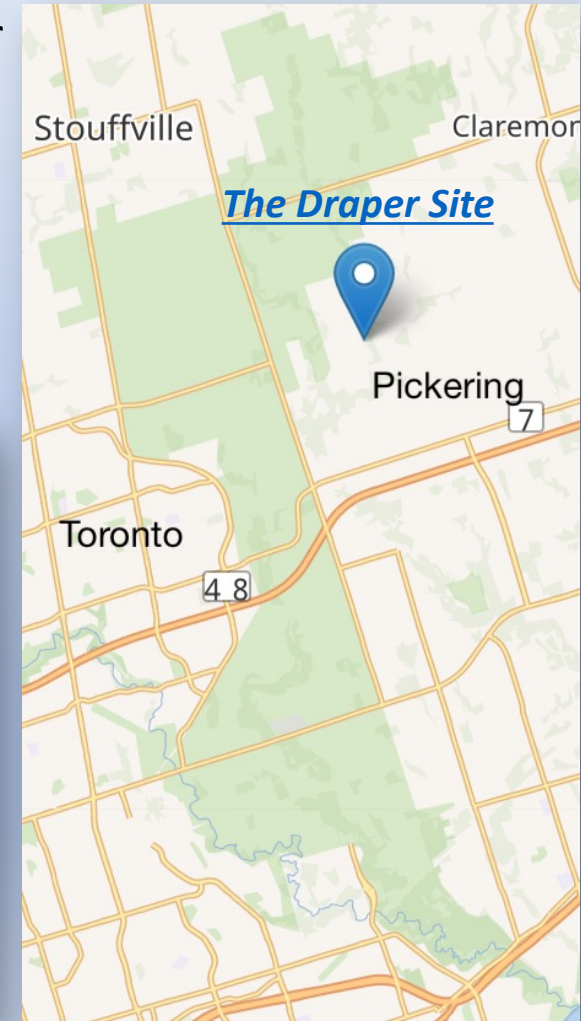 Stouffville
Claremon
The Draper Site
Pickering
7
Toronto
4 8